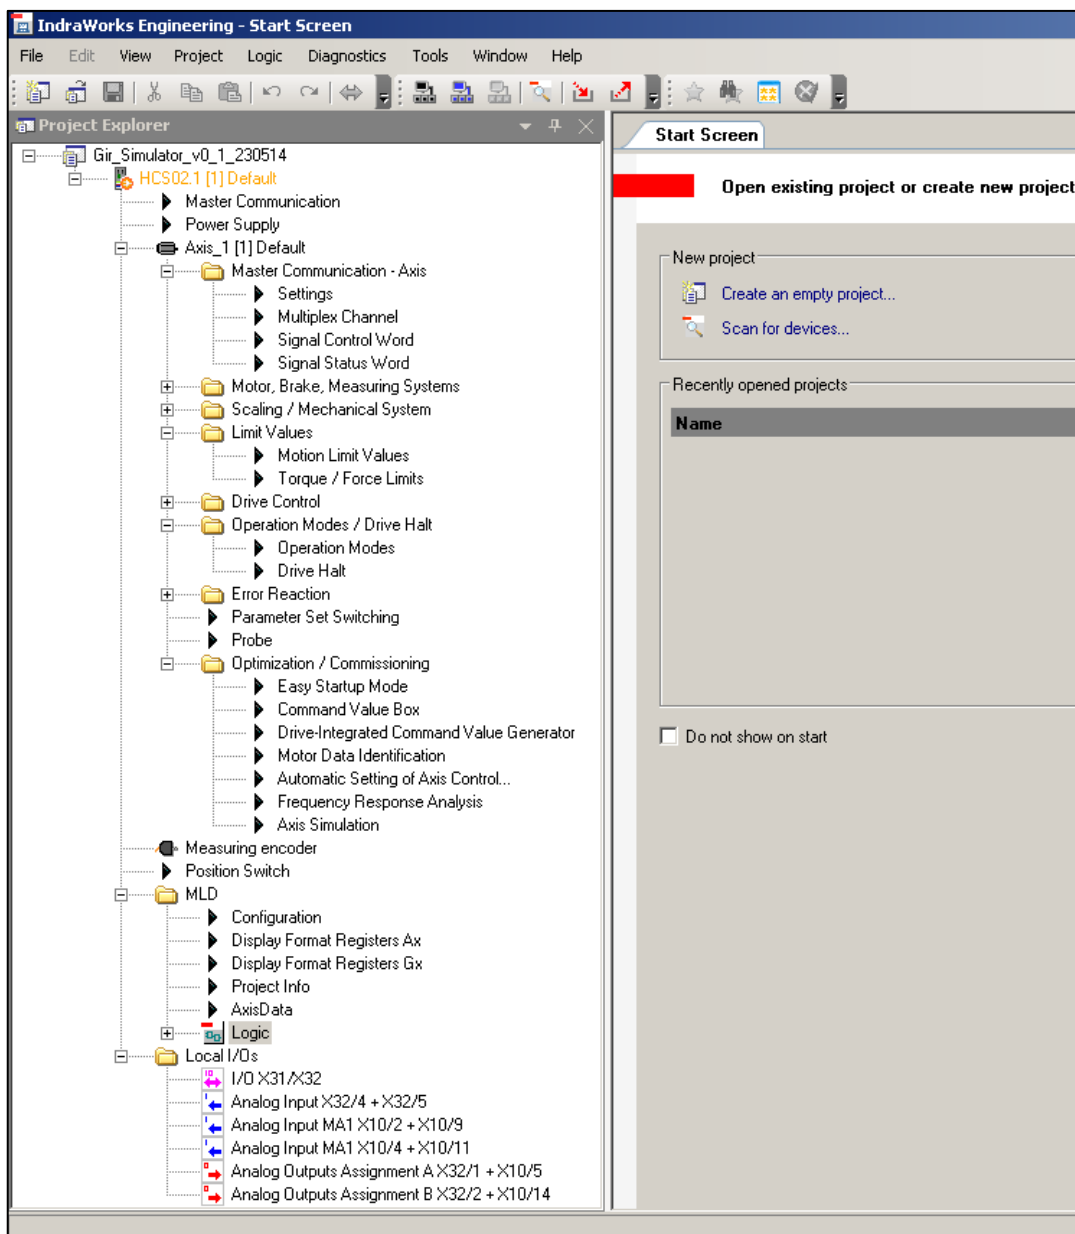 IndraWorks Engineering - Start Screen
File Edit View Project Logic Diagnostics Tools Window Help
Project Explorer
Gir_Simulator_v0_1_230514
HCS02.1 [1] Default
Master Communication
Power Supply
Axis_1 [1] Default
Master Communication - Axis
Settings
Multiplex Channel
Signal Control Word
Signal Status Word
Motor, Brake, Measuring Systems
Scaling / Mechanical System
Limit Values
Motion Limit Values
Torque / Force Limits
Drive Control
Operation Modes / Drive Halt
Operation Modes
Drive Halt
Error Reaction
Parameter Set Switching
Probe
Optimization / Commissioning
Easy Startup Mode
Command Value Box
Drive-Integrated Command Value Generator
Motor Data Identification
Automatic Setting of Axis Control...
Frequency Response Analysis
Axis Simulation
Measuring encoder
Position Switch
MLD
Configuration
Display Format Registers Ax
Display Format Registers Gx
Project Info
AxisData
Logic
Local I/Os
I/O X31/X32
Analog Input X32/4 + X32/5
Analog Input MA1 X10/2 + X10/9
Analog Input MA1 X10/4 + X10/11
Analog Outputs Assignment A X32/1 + X10/5
Analog Outputs Assignment B X32/2 + X10/14
Start Screen
Open existing project or create new project
New project
Create an empty project...
Scan for devices...
Recently opened projects
Name
Do not show on start